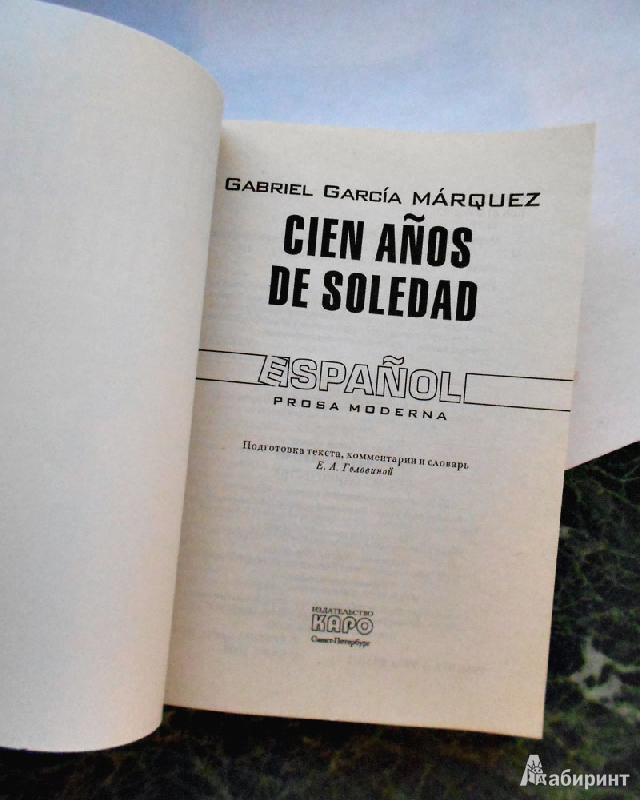 GABRIEL GARCÍA MÁRQUEZ
CIEN AÑOS
DE SOLEDAD
ESPAÑOL
PROSA MODERNA
Подготовка текста, комментарии и словарь
Е. А. Головиной
ИЗДАТЕЛЬСТВО
КАРО
Санкт-Петербург
Лабиринт